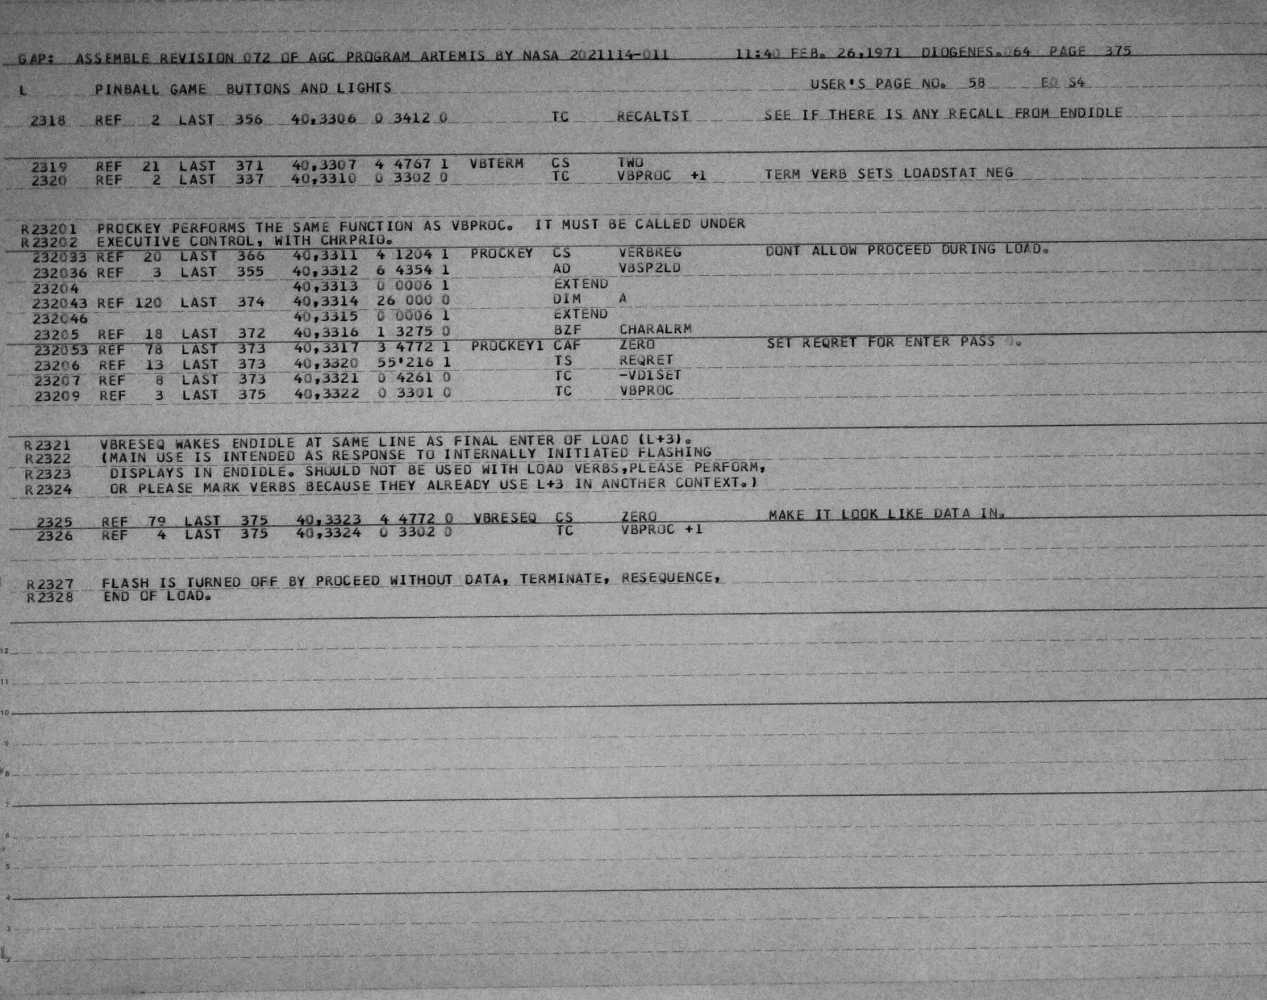 GAP: ASSEMBLE REVISION 072 OF AGC PROGRAM ARTEMIS BY NASA 2021114-011 11:40 FEB. 26,1971 DIOGENES.064 PAGE 375
L PINBALL GAME BUTTONS AND LIGHTS USER'S PAGE NO. 58 E0 S4
2318 REF 2 LAST 356 40,3306 0 3412 0 TC RECALTST SEE IF THERE IS ANY RECALL FROM ENDIDLE
2319 REF 21 LAST 371 40,3307 4 4767 1 VBTERM CS TWO
2320 REF 2 LAST 337 40,3310 0 3302 0 TC VBPROC +1 TERM VERB SETS LOADSTAT NEG
R23201 PROCKEY PERFORMS THE SAME FUNCTION AS VBPROC. IT MUST BE CALLED UNDER
R23202 EXECUTIVE CONTROL, WITH CHRPRIO.
232033 REF 20 LAST 366 40,3311 4 1204 1 PROCKEY CS VERBREG DONT ALLOW PROCEED DURING LOAD.
232036 REF 3 LAST 355 40,3312 6 4354 1 AD VBSP2LD
23204 40,3313 0 0006 1 EXTEND
232043 REF 120 LAST 374 40,3314 26 000 0 DIM A
232046 40,3315 0 0006 1 EXTEND
23205 REF 18 LAST 372 40,3316 1 3275 0 BZF CHARALRM
232053 REF 78 LAST 373 40,3317 3 4772 1 PROCKEY1 CAF ZERO SET REQRET FOR ENTER PASS 0.
23206 REF 13 LAST 373 40,3320 55'216 1 TS REQRET
23207 REF 8 LAST 373 40,3321 0 4261 0 TC -VD1SET
23209 REF 3 LAST 375 40,3322 0 3301 0 TC VBPROC
R2321 VBRESEQ WAKES ENDIDLE AT SAME LINE AS FINAL ENTER OF LOAD (L+3).
R2322 (MAIN USE IS INTENDED AS RESPONSE TO INTERNALLY INITIATED FLASHING
R2323 DISPLAYS IN ENDIDLE. SHOULD NOT BE USED WITH LOAD VERBS,PLEASE PERFORM,
R2324 OR PLEASE MARK VERBS BECAUSE THEY ALREADY USE L+3 IN ANOTHER CONTEXT.)
2325 REF 79 LAST 375 40,3323 4 4772 0 VBRESEQ CS ZERO MAKE IT LOOK LIKE DATA IN.
2326 REF 4 LAST 375 40,3324 0 3302 0 TC VBPROC +1
R2327 FLASH IS TURNED OFF BY PROCEED WITHOUT DATA, TERMINATE, RESEQUENCE,
R2328 END OF LOAD.
12
11
10
9
8
7
6
5
4
3